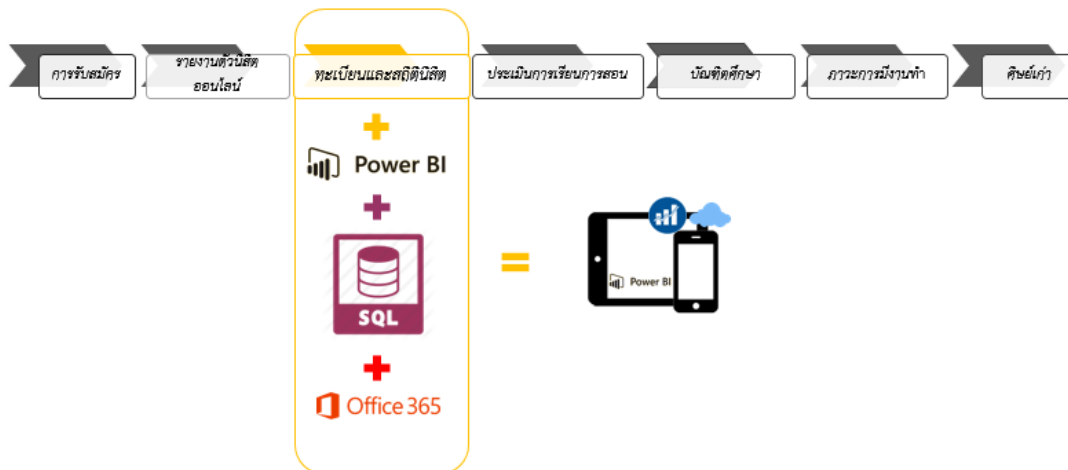 การรับสมัคร
รายงานตัวนิสิต
ออนไลน์
ทะเบียนและสถิตินิสิต
ประเมินการเรียนการสอน
บัณฑิตศึกษา
ภาวะการมีงานทำ
ศิษย์เก่า
Power BI
SQL
Office 365
Power BI